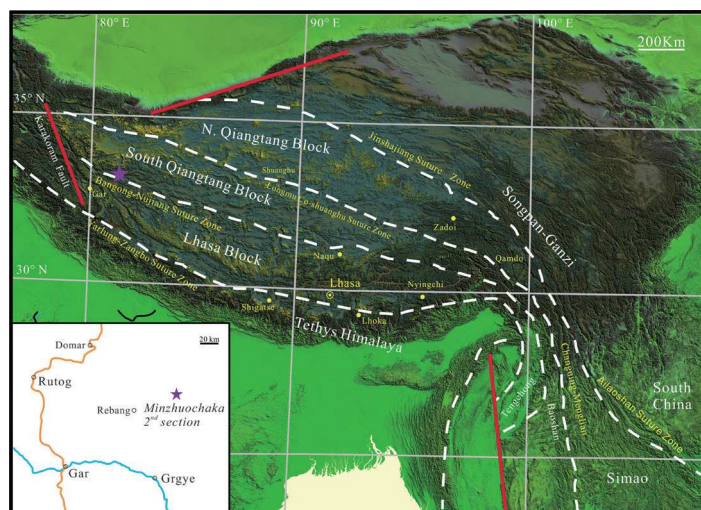 80° E
90° E
100° E
200Km
35° N
Karakoram Fault
N. Qiangtang Block
Jinshajiang Suture Zone
South Qiangtang Block
Shuanghu
Longmu Co-shuanghu Suture Zone
Gar
Bangong-Nujiang Suture Zone
Songpan-Ganzi
Zadoi
Lhasa Block
Yarlung-Zangbo Suture Zone
Naqu
Qamdo
30° N
Lhasa
Nyingchi
Shigatse
Lhoka
Tethys Himalaya
Tengchong
Baoshan
Changning-Menglian
Ailaoshan Suture Zone
South
China
Simao
20 km
Domar
Rutog
Rebang
Minzhuochaka
2nd section
Gar
Grgye